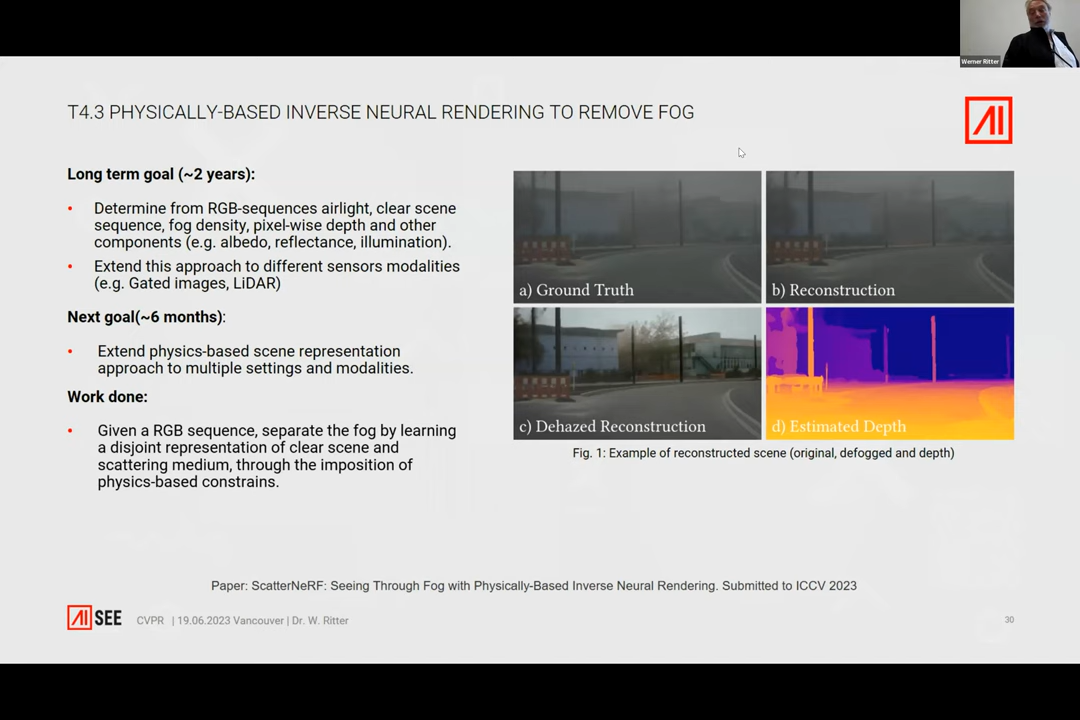 Werner Ritter
T4.3 PHYSICALLY-BASED INVERSE NEURAL RENDERING TO REMOVE FOG
AI
Long term goal (~2 years):
• Determine from RGB-sequences airlight, clear scene
sequence, fog density, pixel-wise depth and other
components (e.g. albedo, reflectance, illumination).
• Extend this approach to different sensors modalities
(e.g. Gated images, LiDAR)
Next goal(~6 months):
• Extend physics-based scene representation
approach to multiple settings and modalities.
Work done:
• Given a RGB sequence, separate the fog by learning
a disjoint representation of clear scene and
scattering medium, through the imposition of
physics-based constrains.
a) Ground Truth
b) Reconstruction
c) Dehazed Reconstruction
d) Estimated Depth
Fig. 1: Example of reconstructed scene (original, defogged and depth)
Paper: ScatterNeRF: Seeing Through Fog with Physically-Based Inverse Neural Rendering. Submitted to ICCV 2023
AI SEE
CVPR | 19.06.2023 Vancouver | Dr. W. Ritter
30